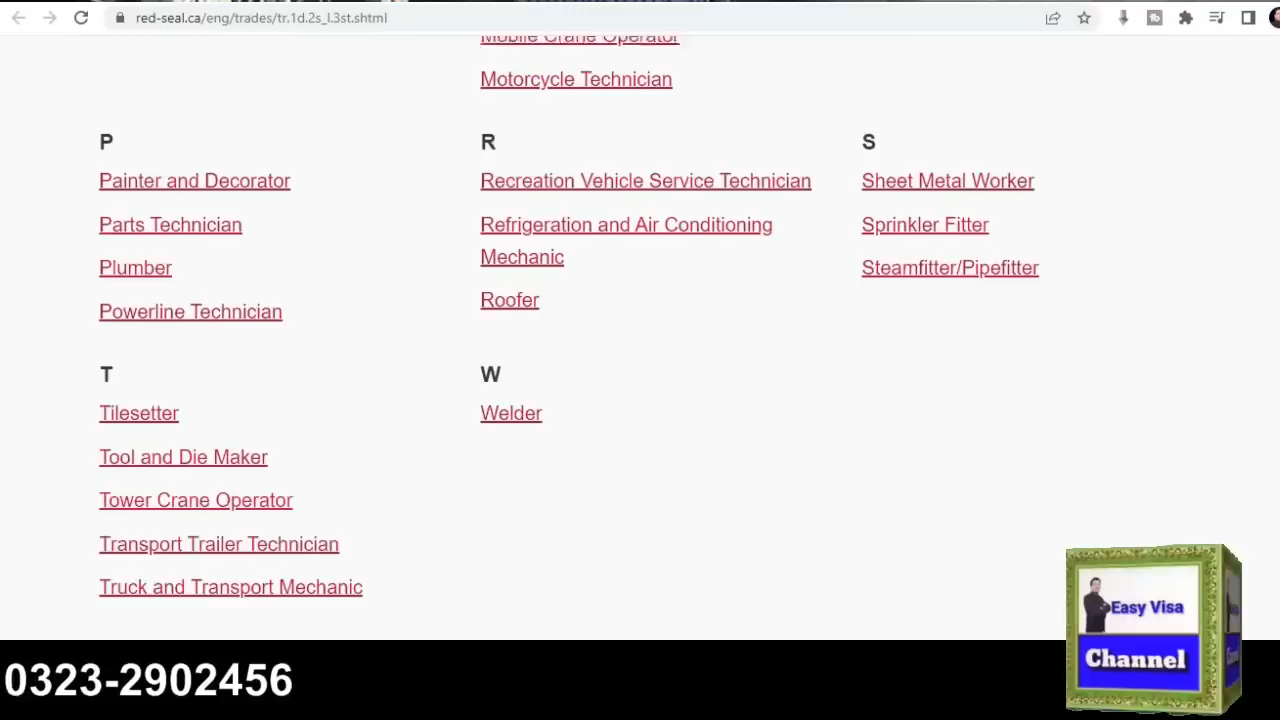 red-seal.ca/eng/trades/tr.1d.2s_l.3st.shtml
Mobile Crane Operator
Motorcycle Technician
P
Painter and Decorator
Parts Technician
Plumber
Powerline Technician
R
Recreation Vehicle Service Technician
Refrigeration and Air Conditioning
Mechanic
Roofer
S
Sheet Metal Worker
Sprinkler Fitter
Steamfitter/Pipefitter
T
Tilesetter
Tool and Die Maker
Tower Crane Operator
Transport Trailer Technician
Truck and Transport Mechanic
W
Welder
Easy Visa
Channel
0323-2902456